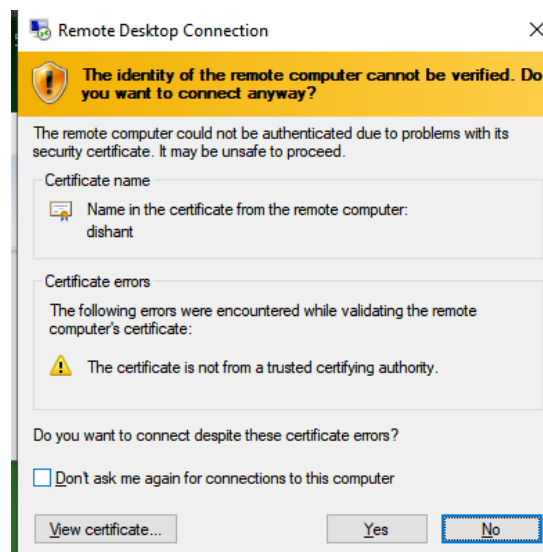 Remote Desktop Connection
The identity of the remote computer cannot be verified. Do
you want to connect anyway?
The remote computer could not be authenticated due to problems with its
security certificate. It may be unsafe to proceed.
Certificate name
Name in the certificate from the remote computer:
dishant
Certificate errors
The following errors were encountered while validating the remote
computer's certificate:
The certificate is not from a trusted certifying authority.
Do you want to connect despite these certificate errors?
Don't ask me again for connections to this computer
View certificate... Yes No